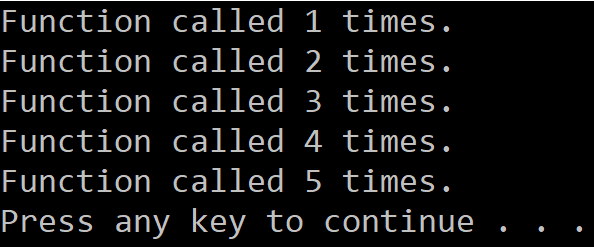 Function called 1 times.
Function called 2 times.
Function called 3 times.
Function called 4 times.
Function called 5 times.
Press any key to continue . . .